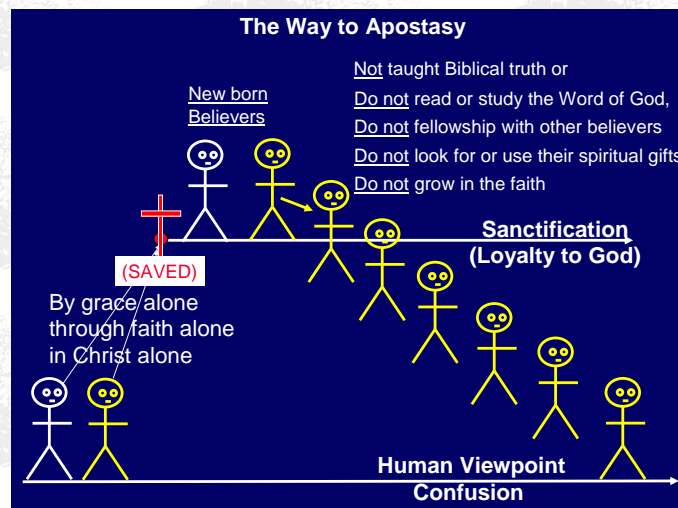 The Way to Apostasy
New born
Believers
Not taught Biblical truth or
Do not read or study the Word of God,
Do not fellowship with other believers
Do not look for or use their spiritual gifts
Do not grow in the faith
Sanctification
(Loyalty to God)
(SAVED)
By grace alone
through faith alone
in Christ alone
Human Viewpoint
Confusion